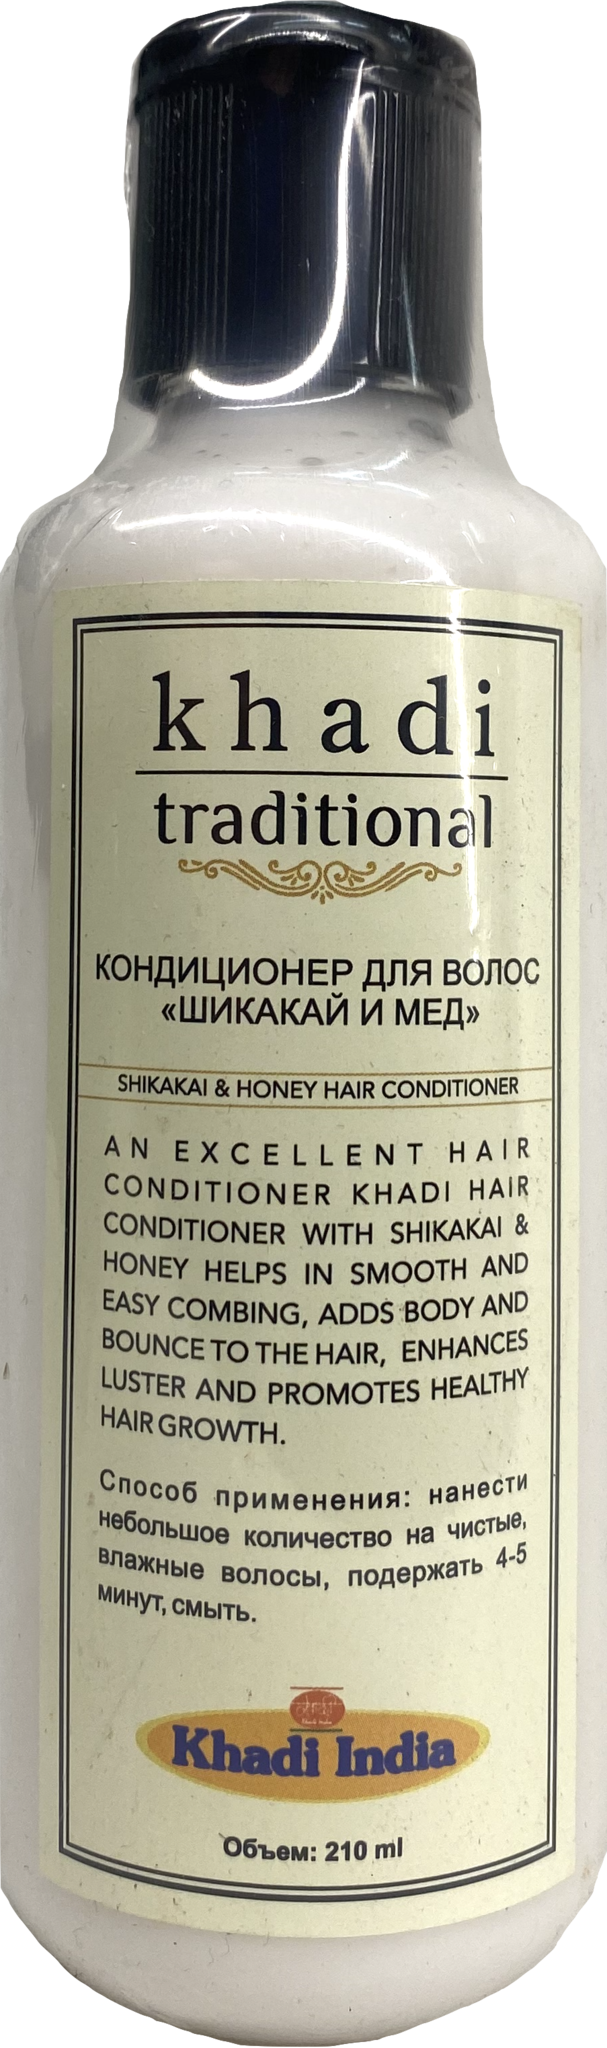 khadi
traditional
КОНДИЦИОНЕР ДЛЯ ВОЛОС
«ШИКАКАЙ И МЕД»
SHIKAKAI & HONEY HAIR CONDITIONER
AN EXCELLENT HAIR
CONDITIONER KHADI HAIR
CONDITIONER WITH SHIKAKAI &
HONEY HELPS IN SMOOTH AND
EASY COMBING, ADDS BODY AND
BOUNCE TO THE HAIR, ENHANCES
LUSTER AND PROMOTES HEALTHY
HAIR GROWTH.
Способ применения: нанести
небольшое количество на чистые,
влажные волосы, подержать 4-5
минут, смыть.
Khadi India
Объем: 210 ml